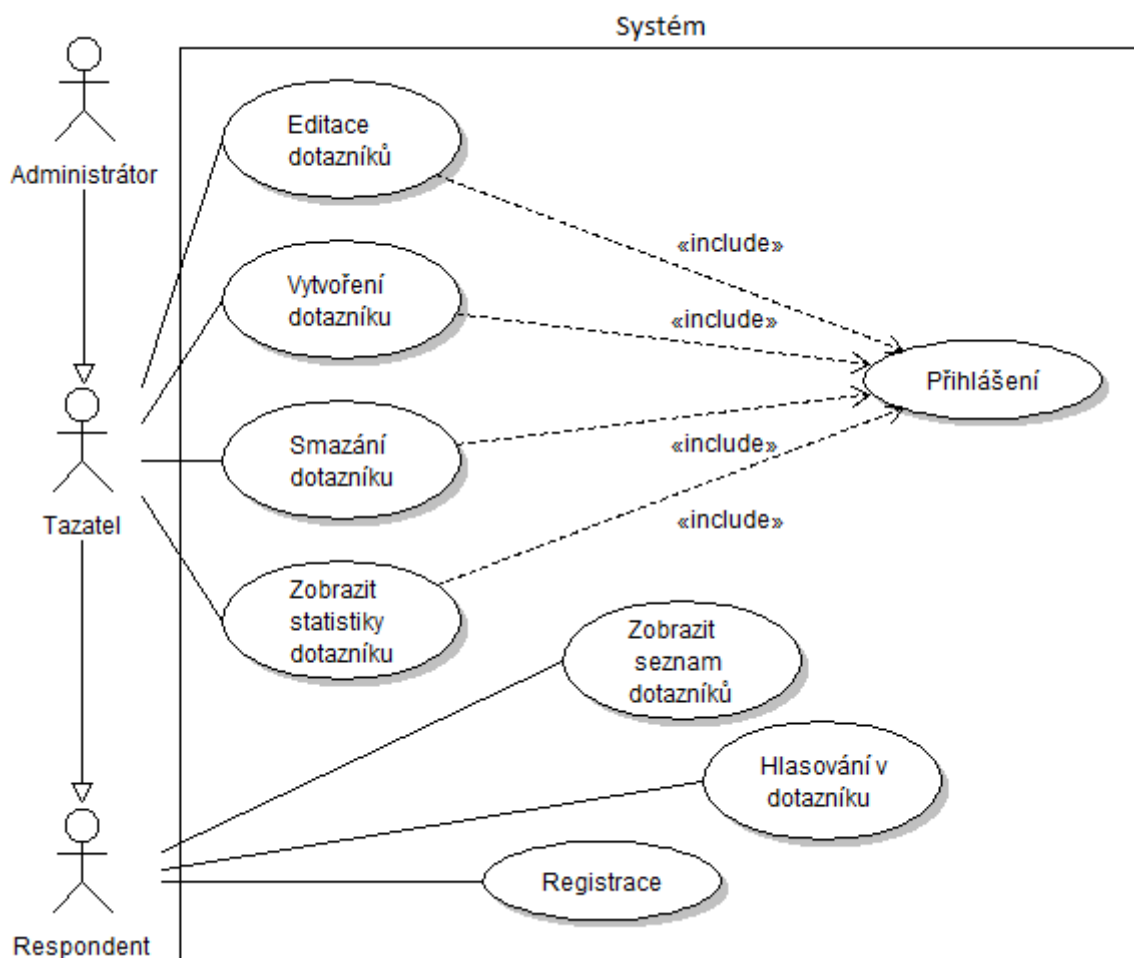 Systém
Administrátor
Editace
dotazníků
«include»
Vytvoření
dotazníku
«include»
Přihlášení
Smazání
dotazníku
«include»
Tazatel
«include»
Zobrazit
statistiky
dotazníku
Zobrazit
seznam
dotazníků
Hlasování v
dotazníku
Registrace
Respondent